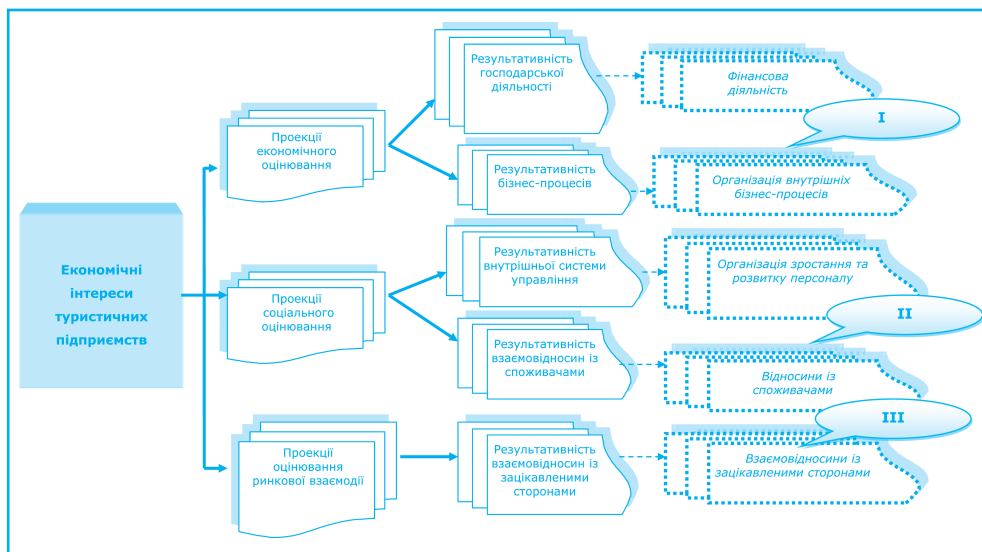 Економічні
інтереси
туристичних
підприємств
Проекції
економічного
оцінювання
Проекції
соціального
оцінювання
Проекції
оцінювання
ринкової взаємодії
Результативність
господарської
діяльності
Результативність
бізнес-процесів
Результативність
внутрішньої системи
управління
Результативність
взаємовідносин із
споживачами
Результативність
взаємовідносин із
зацікавленими
сторонами
Фінансова
діяльність
I
Організація внутрішніх
бізнес-процесів
Організація зростання та
розвитку персоналу
II
Відносини із
споживачами
III
Взаємовідносини із
зацікавленими сторонами